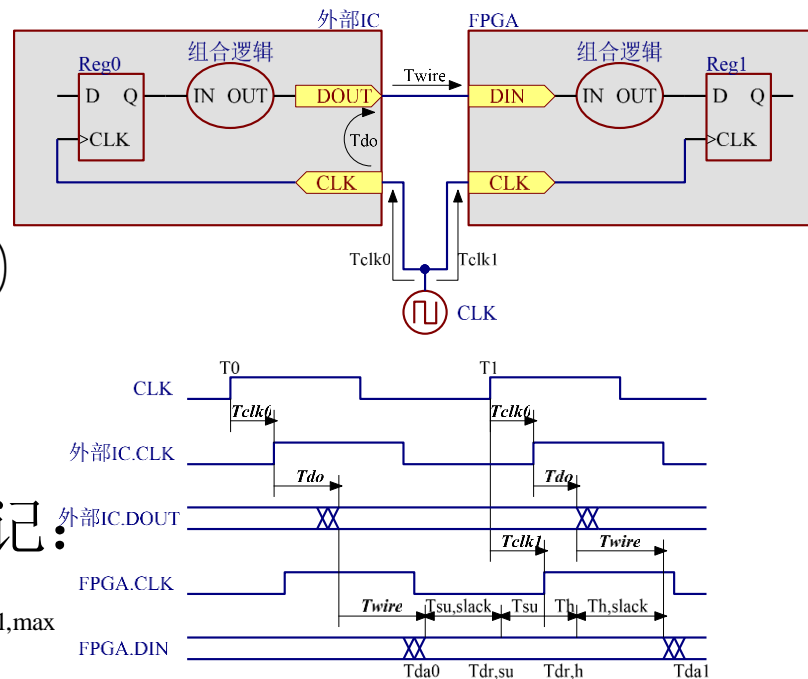 外部IC
FPGA
Reg0
组合逻辑
Twire
组合逻辑
Reg1
D Q
IN OUT
DOUT
DIN
IN OUT
D Q
CLK
Tdo
CLK
CLK
CLK
Tclk0
Tclk1
CLK
T0
T1
CLK
Tclk0
Tclk0
外部IC.CLK
Tdo
Tdo
记:
外部IC.DOUT
Tclk1
Twire
FPGA.CLK
Twire
Tsu,slack
Tsu
Th
Th,slack
1,max
FPGA.DIN
Tda0
Tdr,su
Tdr,h
Tda1